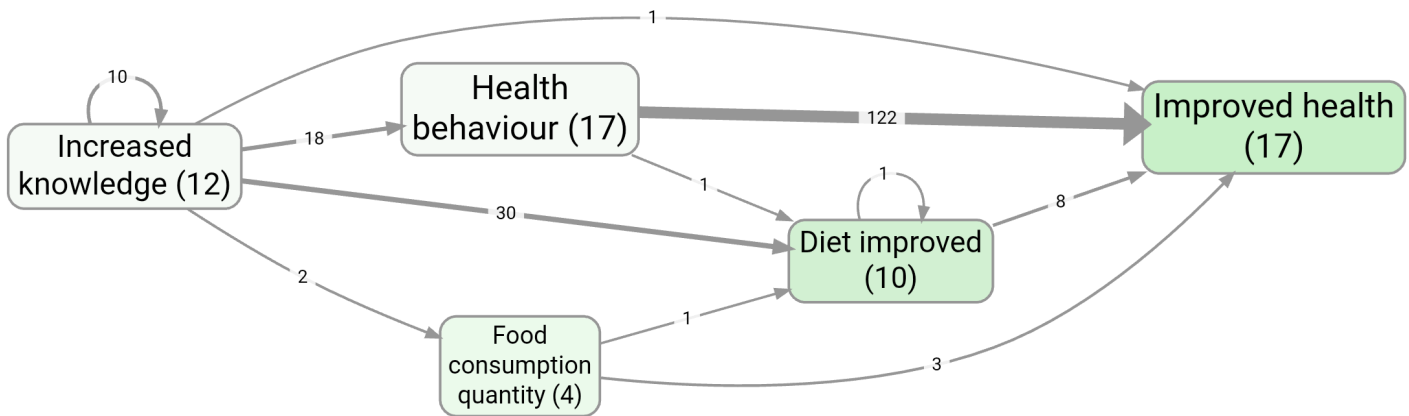 1
10
Increased
knowledge (12)
18
Health
behaviour (17)
122
Improved health
(17)
1
30
1
8
Diet improved
(10)
2
Food
consumption
quantity (4)
1
3